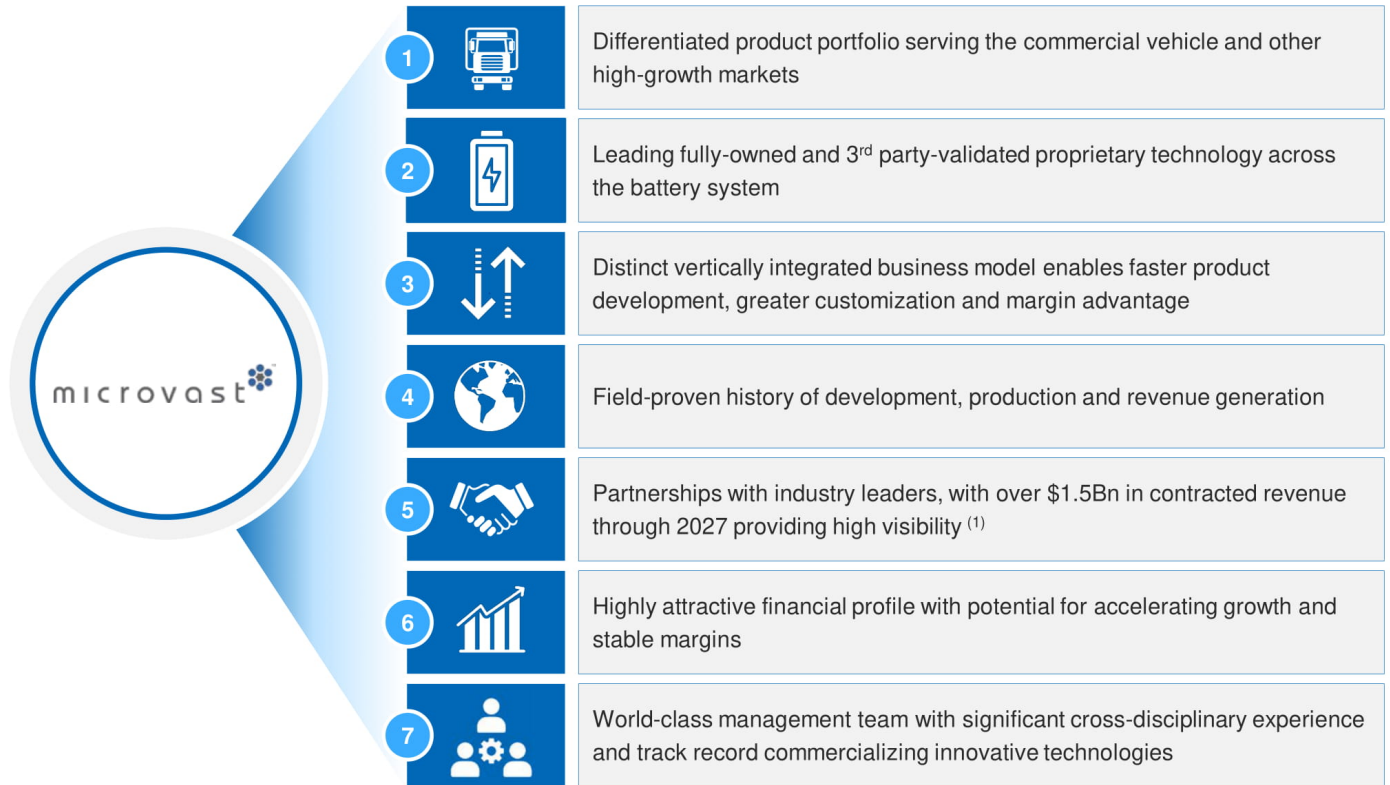 microvast™
1
Differentiated product portfolio serving the commercial vehicle and other
high-growth markets
2
Leading fully-owned and 3rd party-validated proprietary technology across
the battery system
3
Distinct vertically integrated business model enables faster product
development, greater customization and margin advantage
4
Field-proven history of development, production and revenue generation
5
Partnerships with industry leaders, with over $1.5Bn in contracted revenue
through 2027 providing high visibility (1)
6
Highly attractive financial profile with potential for accelerating growth and
stable margins
7
World-class management team with significant cross-disciplinary experience
and track record commercializing innovative technologies